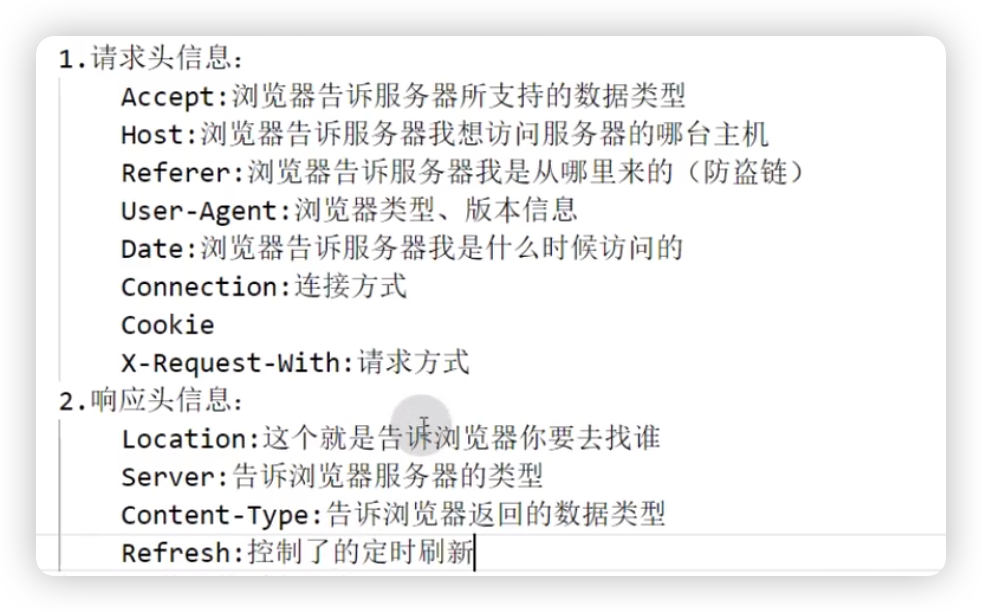 1.请求头信息：
Accept:浏览器告诉服务器所支持的数据类型
Host:浏览器告诉服务器我想访问服务器的哪台主机
Referer:浏览器告诉服务器我是从哪里来的（防盗链）
User-Agent:浏览器类型、版本信息
Date:浏览器告诉服务器我是什么时候访问的
Connection:连接方式
Cookie
X-Request-With:请求方式
2.响应头信息：
Location:这个就是告诉浏览器你要去找谁
Server:告诉浏览器服务器的类型
Content-Type:告诉浏览器返回的数据类型
Refresh:控制了的定时刷新